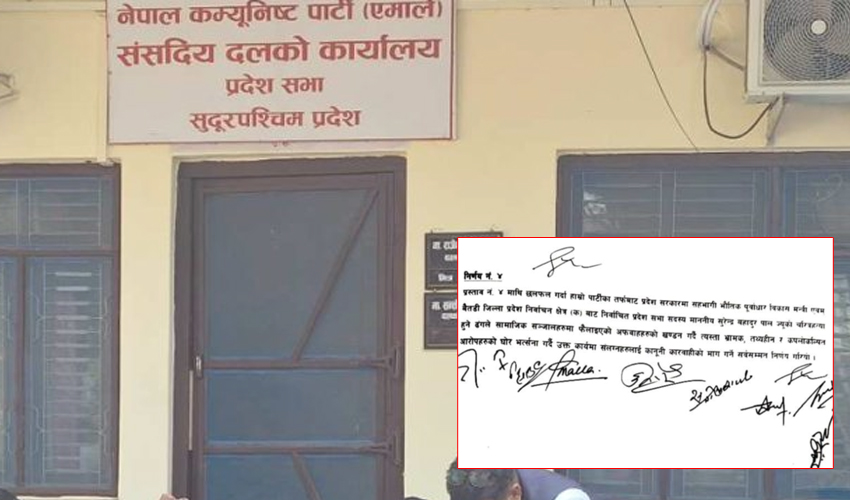 नेपाल कम्यूनिष्ट पार्टी (एमाले)
संसदिय दलको कार्यालय
प्रदेश सभा
सुदूरपश्चिम प्रदेश
मा.
निर्णय नं. ४
प्रस्ताव नं. ४ माथि छलफल गर्दा हाम्रो पार्टीका तर्फबाट प्रदेश सरकारमा सहभागी भौतिक पूर्वाधार विकास मन्त्री एवम
बैतडी जिल्ला प्रदेश निर्वाचन क्षेत्र (क) बाट निर्वाचित प्रदेश सभा सदस्य माननीय सुरेन्द्र बहादुर पाल ज्यूको चरित्रहत्या
हुने ढंगले सामाजिक सञ्जालहरुमा फैलाइएको अफवाहहरुको खण्डन गर्दै त्यस्ता भ्रामक, तथ्यहीन र कपोलकल्पित
आरोपहरुको घोर भर्त्सना गर्दै उक्त कार्यमा संलग्नहरुलाई कानूनी कारवाहीको माग गर्ने सर्वसम्मत निर्णय गरियो ।